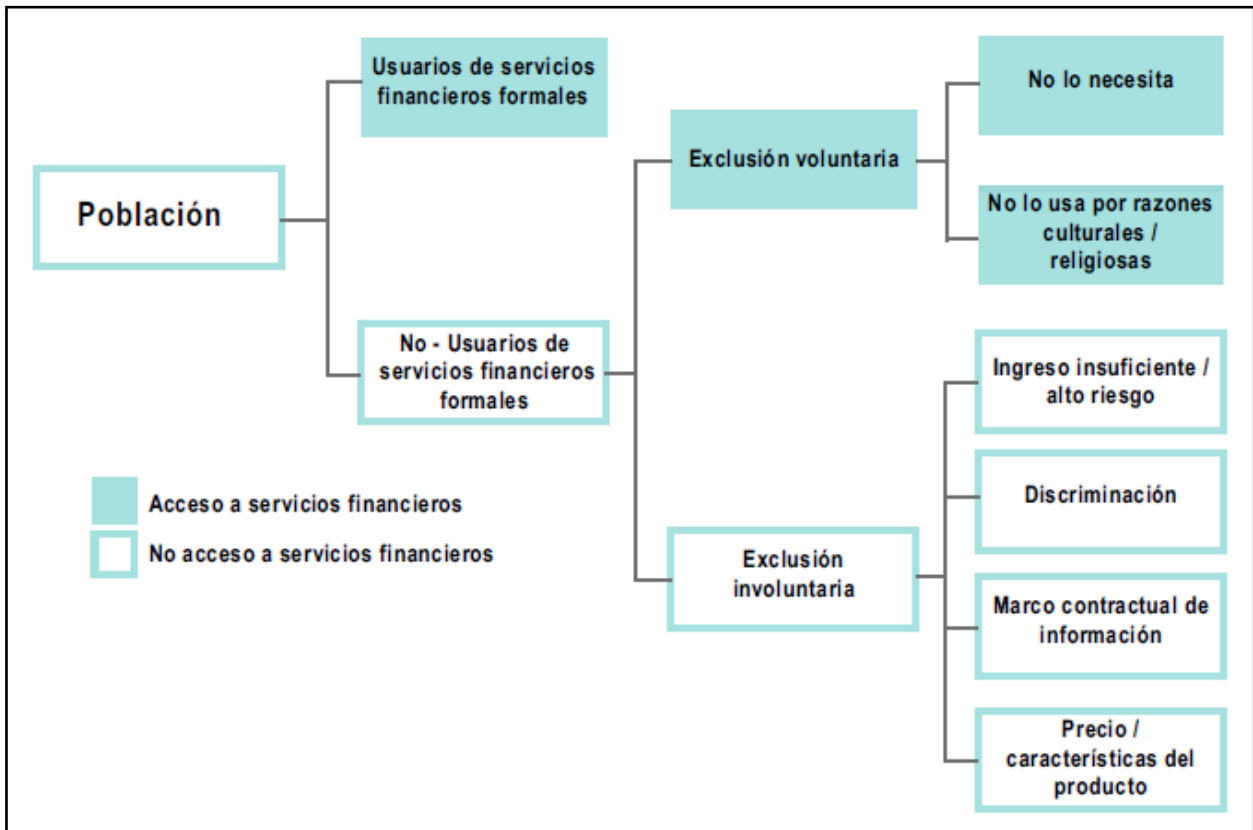 Usuarios de servicios
financieros formales
No lo necesita
Exclusión voluntaria
Población
No lo usa por razones
culturales /
religiosas
No - Usuarios de
servicios financieros
formales
Ingreso insuficiente /
alto riesgo
Acceso a servicios financieros
Discriminación
No acceso a servicios financieros
Exclusión
involuntaria
Marco contractual de
información
Precio /
características del
producto